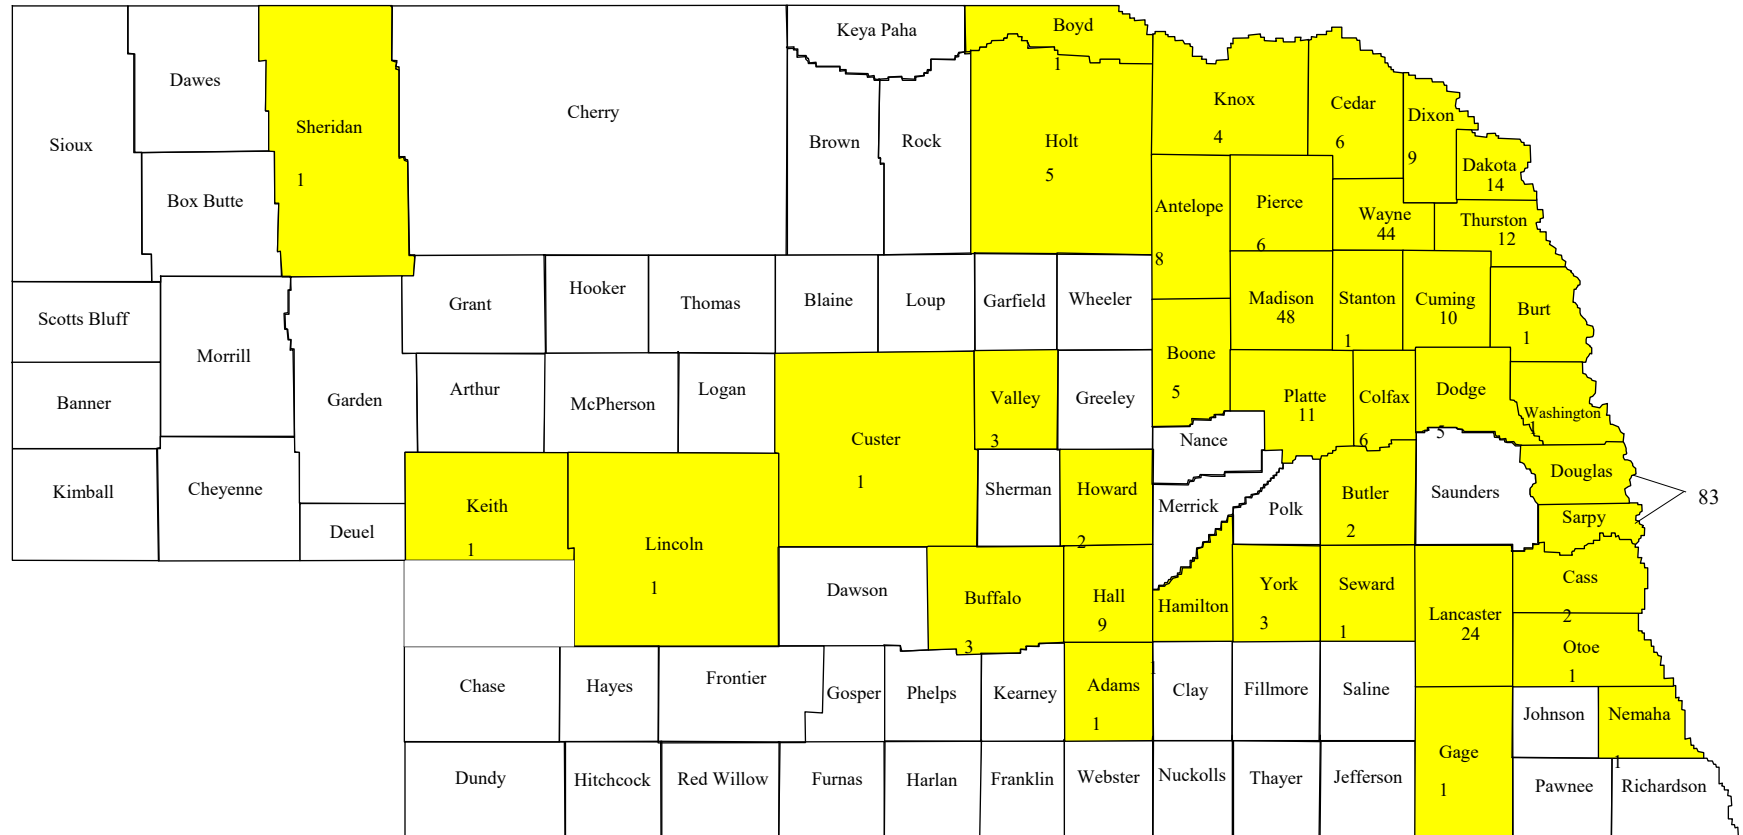 Boyd
Keya Paha
1
Dawes
Knox
Cedar
Cherry
Dixon
Sheridan
4
6
Sioux
Brown
Rock
Holt
9
Dakota
1
5
14
Box Butte
Antelope
Pierce
Wayne
Thurston
6
44
12
8
Grant
Hooker
Thomas
Blaine
Loup
Garfield
Wheeler
Madison
Stanton
Cuming
Burt
Scotts Bluff
48
1
10
1
Morrill
Boone
Banner
Garden
Arthur
McPherson
Logan
Valley
Greeley
5
Platte
Colfax
Dodge
11
Washington
Custer
3
Nance
6
5
Kimball
Cheyenne
Keith
1
Sherman
Howard
Merrick
Polk
Butler
Saunders
Douglas
83
Deuel
1
Lincoln
2
2
Sarpy
1
Dawson
Buffalo
Hall
Hamilton
York
Seward
Lancaster
Cass
3
9
3
1
24
2
Otoe
Chase
Hayes
Frontier
Gosper
Phelps
Kearney
Adams
1
Clay
Fillmore
Saline
1
1
Johnson
Nemaha
Dundy
Hitchcock
Red Willow
Furnas
Harlan
Franklin
Webster
Nuckolls
Thayer
Jefferson
Gage
1
1
Pawnee
Richardson